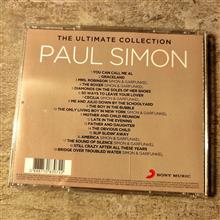 THE ULTIMATE COLLECTION
PAUL SIMON
YOU CAN CALL ME AL
GRACELAND
MRS. ROBINSON SIMON & GARFUNKEL
THE BOXER SIMON & GARFUNKEL
DIAMONDS ON THE SOLES OF HER SHOES
50 WAYS TO LEAVE YOUR LOVER
CECILIA SIMON & GARFUNKEL
ME AND JULIO DOWN BY THE SCHOOLYARD
THE BOY IN THE BUBBLE
THE ONLY LIVING BOY IN NEW YORK SIMON & GARFUNKEL
MOTHER AND CHILD REUNION
LATE IN THE EVENING
FATHER AND DAUGHTER
THE OBVIOUS CHILD
SLIP SLIDIN' AWAY
AMERICA SIMON & GARFUNKEL
THE SOUND OF SILENCE SIMON & GARFUNKEL
STILL CRAZY AFTER ALL THESE YEARS
BRIDGE OVER TROUBLED WATER SIMON & GARFUNKEL
SONY MUSIC